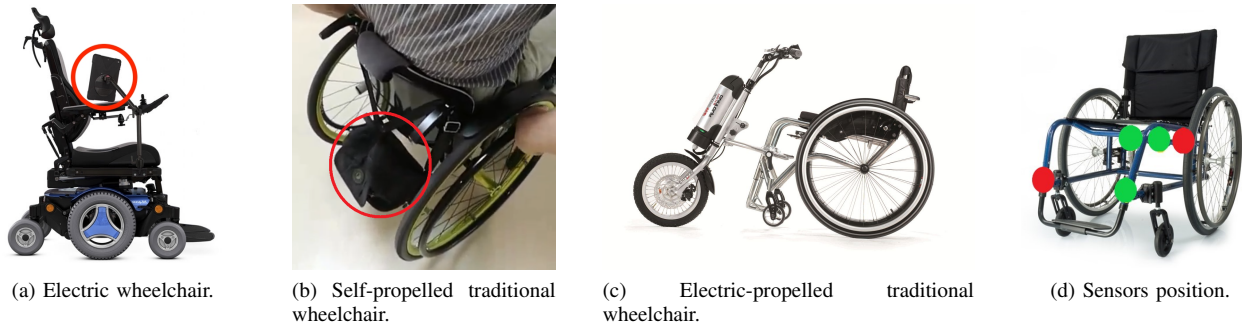 (a) Electric wheelchair.
(b) Self-propelled traditional
wheelchair.
(c) Electric-propelled traditional
wheelchair.
(d) Sensors position.